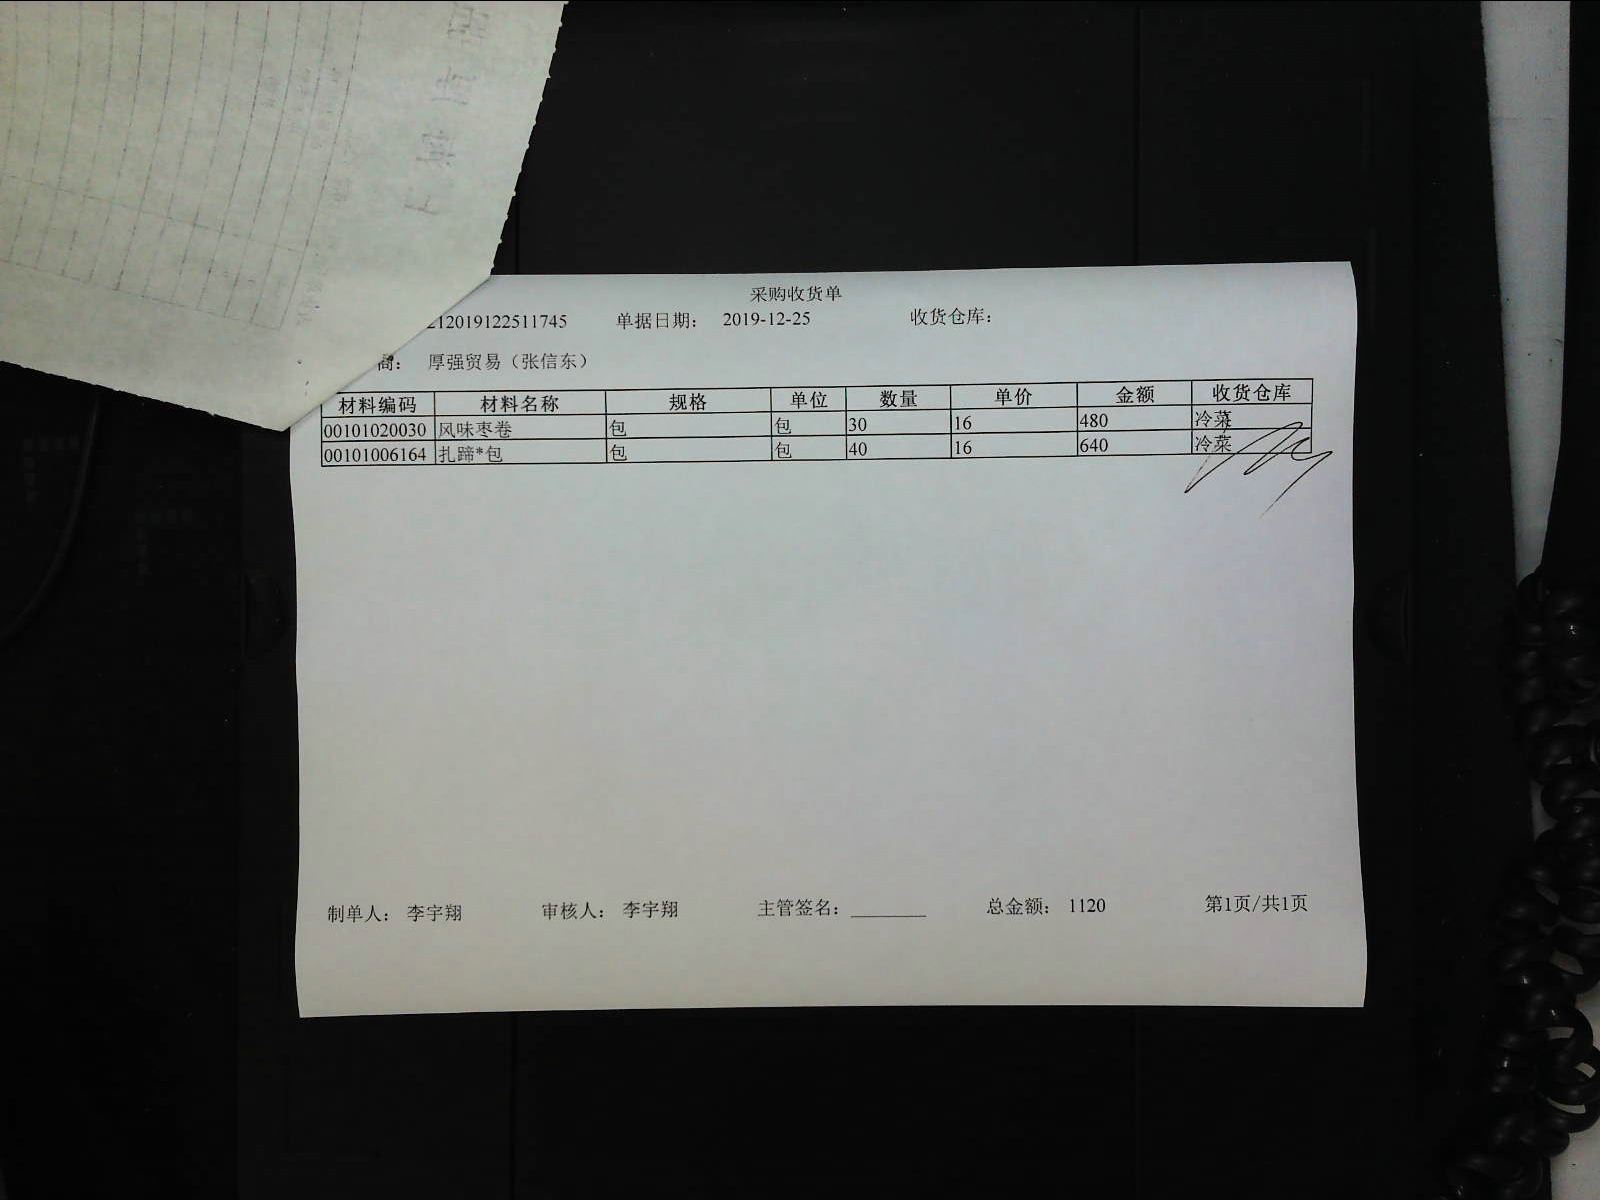 采购收货单
212019122511745 单据日期： 2019-12-25 收货仓库：
商： 厚强贸易（张信东）
材料编码 材料名称 规格 单位 数量 单价 金额 收货仓库
00101020030 风味枣卷 包 包 30 16 480 冷菜
00101006164 扎蹄*包 包 包 40 16 640 冷菜
制单人： 李宇翔 审核人： 李宇翔 主管签名： 总金额： 1120 第1页/共1页